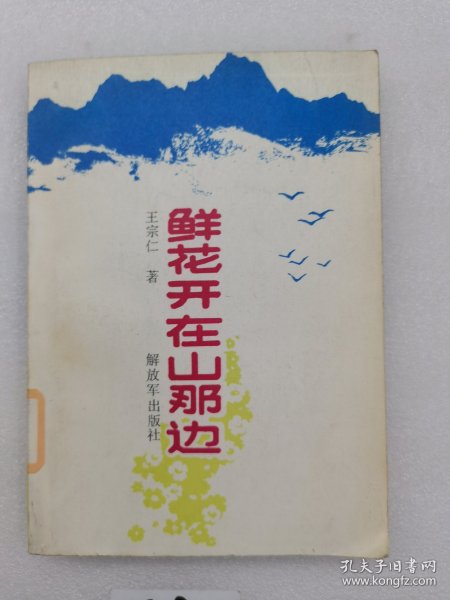 鲜花开在山那边
王宗仁 著
解放军出版社
孔夫子旧书网
www.kongfz.com